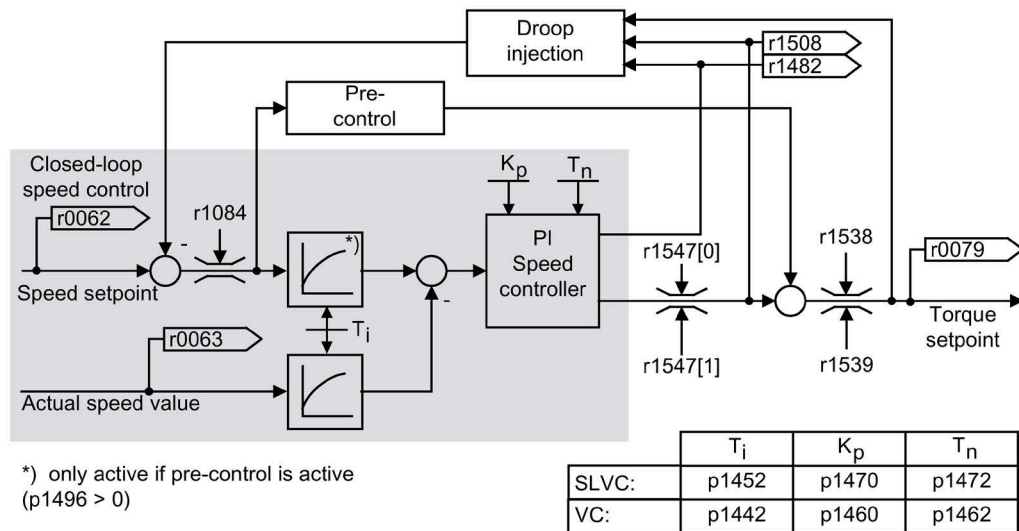 Droop
injection
r1508
r1482
Pre-
control
Closed-loop
speed control
r0062
r1084
Kp
Tn
*)
PI
Speed
controller
r1547[0]
r1538
r0079
Speed setpoint
Torque
setpoint
Ti
r0063
r1547[1]
r1539
Actual speed value
*) only active if pre-control is active
(p1496 > 0)
Ti Kp Tn
SLVC: p1452 p1470 p1472
VC: p1442 p1460 p1462